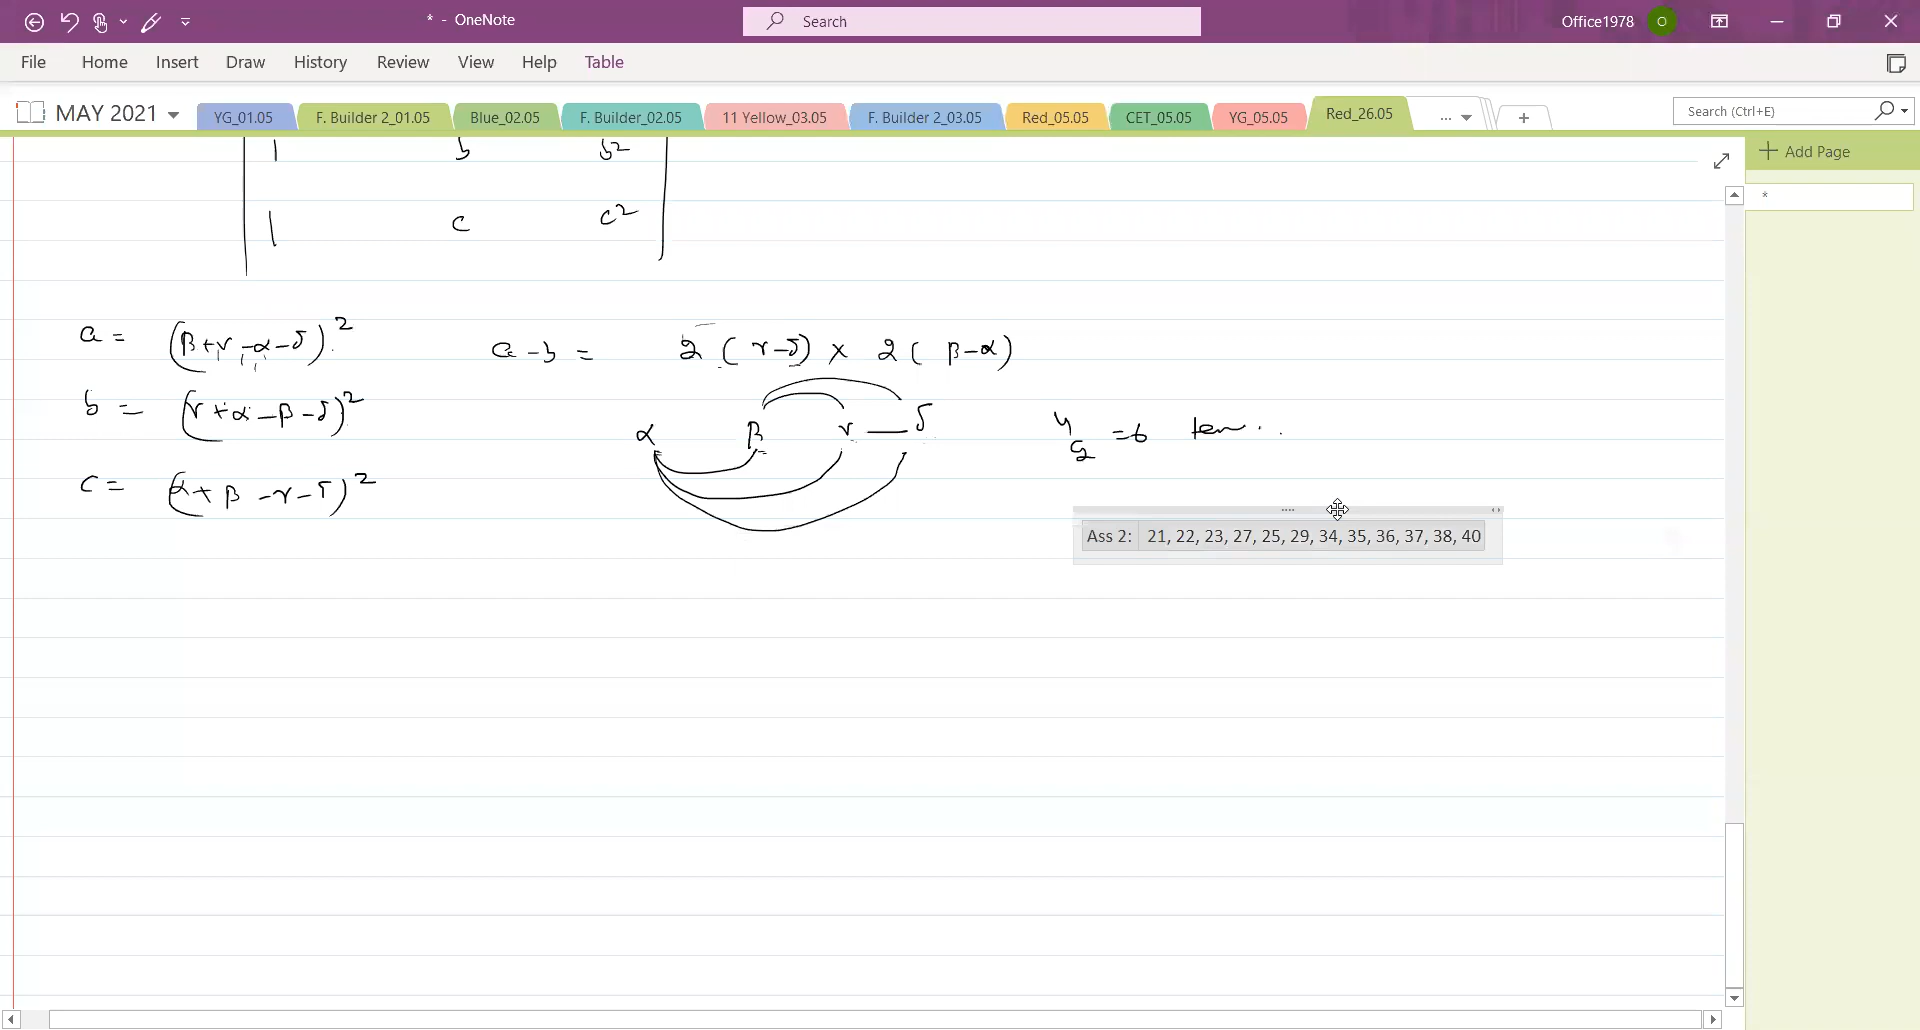 * - OneNote
Search
Office1978
O
File Home Insert Draw History Review View Help Table
MAY 2021
YG_01.05 F. Builder 2_01.05 Blue_02.05 F. Builder_02.05 11 Yellow_03.05 F. Builder 2_03.05 Red_05.05 CET_05.05 YG_05.05 Red_26.05 ... +
Search (Ctrl+E)
+ Add Page
*
1 b b²
1 c c²
a = (β+γ-α-δ)²
a-b = 2(γ-δ) × 2(β-α)
b = (γ+α-β-δ)²
α β γ δ
⁴C₂ = 6
c = (α+β-γ-δ)²
Ass 2: 21, 22, 23, 27, 25, 29, 34, 35, 36, 37, 38, 40